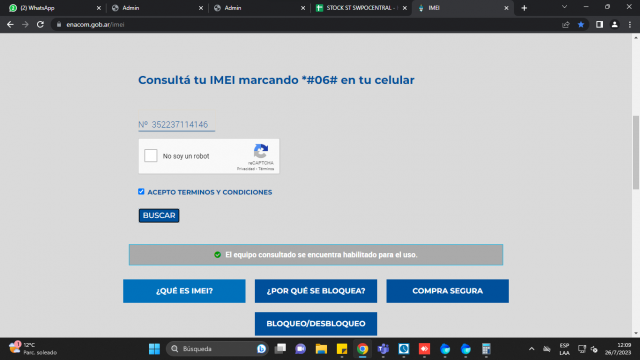 (2) WhatsApp
Admin
Admin
STOCK ST SWPOCENTRAL -
IMEI
enacom.gob.ar/imei
Consultá tu IMEI marcando *#06# en tu celular
Nº 352237114146
No soy un robot
reCAPTCHA
Privacidad - Términos
ACEPTO TERMINOS Y CONDICIONES
BUSCAR
El equipo consultado se encuentra habilitado para el uso.
¿QUÉ ES IMEI?
¿POR QUÉ SE BLOQUEA?
COMPRA SEGURA
BLOQUEO/DESBLOQUEO
12°C
Parc. soleado
Búsqueda
ESP
LAA
12:09
26/7/2023